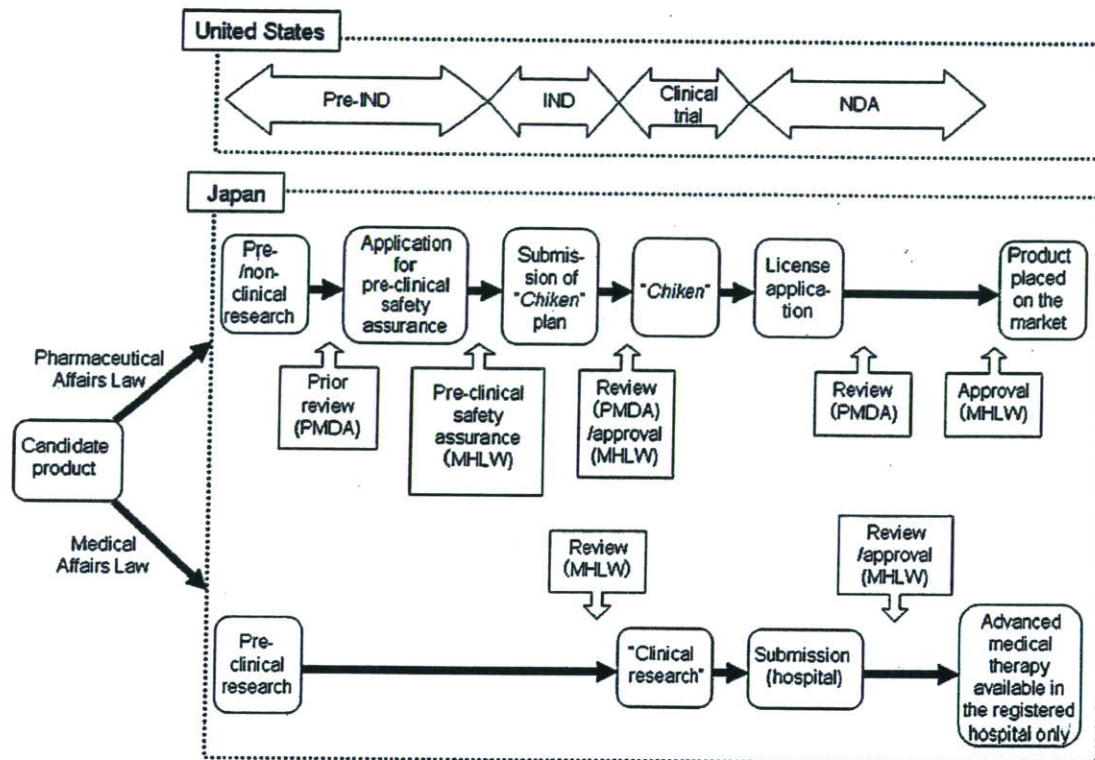 United States
Pre-IND
IND
Clinical
trial
NDA
Japan
Pre-
/non-
clinical
research
Application
for
pre-clinical
safety
assurance
Submis-
sion of
"Chiken"
plan
"Chiken"
License
applica-
tion
Product
placed
on the
market
Pharmaceutical
Affairs Law
Prior
review
(PMDA)
Pre-clinical
safety
assurance
(MHLW)
Review
(PMDA)
/approval
(MHLW)
Review
(PMDA)
Approval
(MHLW)
Candidate
product
Medical
Affairs Law
Review
(MHLW)
Review
/approval
(MHLW)
Pre-
clinical
research
"Clinical
research"
Submission
(hospital)
Advanced
medical
therapy
available in
the registered
hospital only